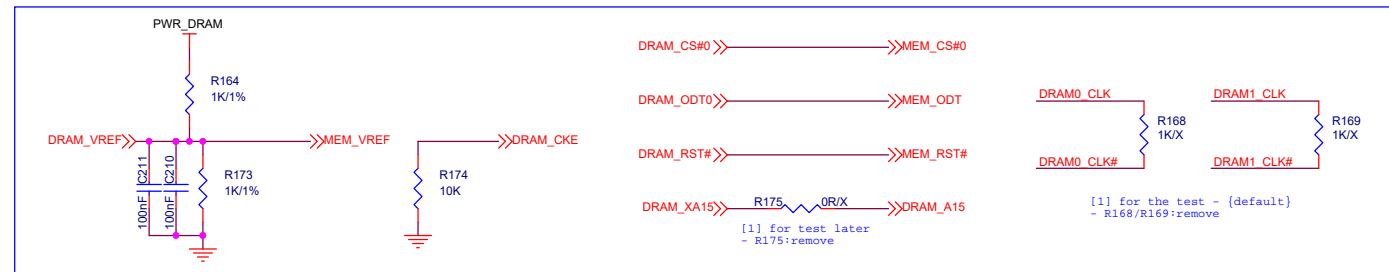 PWR_DRAM
R164
1K/1%
DRAM_VREF
MEM_VREF
C211
100nF
C210
100nF
R173
1K/1%
DRAM_CKE
R174
10K
DRAM_CS#0
MEM_CS#0
DRAM_ODT0
MEM_ODT
DRAM_RST#
MEM_RST#
DRAM_XA15
R175
0R/X
DRAM_A15
[1] for test later
- R175:remove
DRAM0_CLK
R168
1K/X
DRAM0_CLK#
DRAM1_CLK
R169
1K/X
DRAM1_CLK#
[1] for the test - {default}
- R168/R169:remove